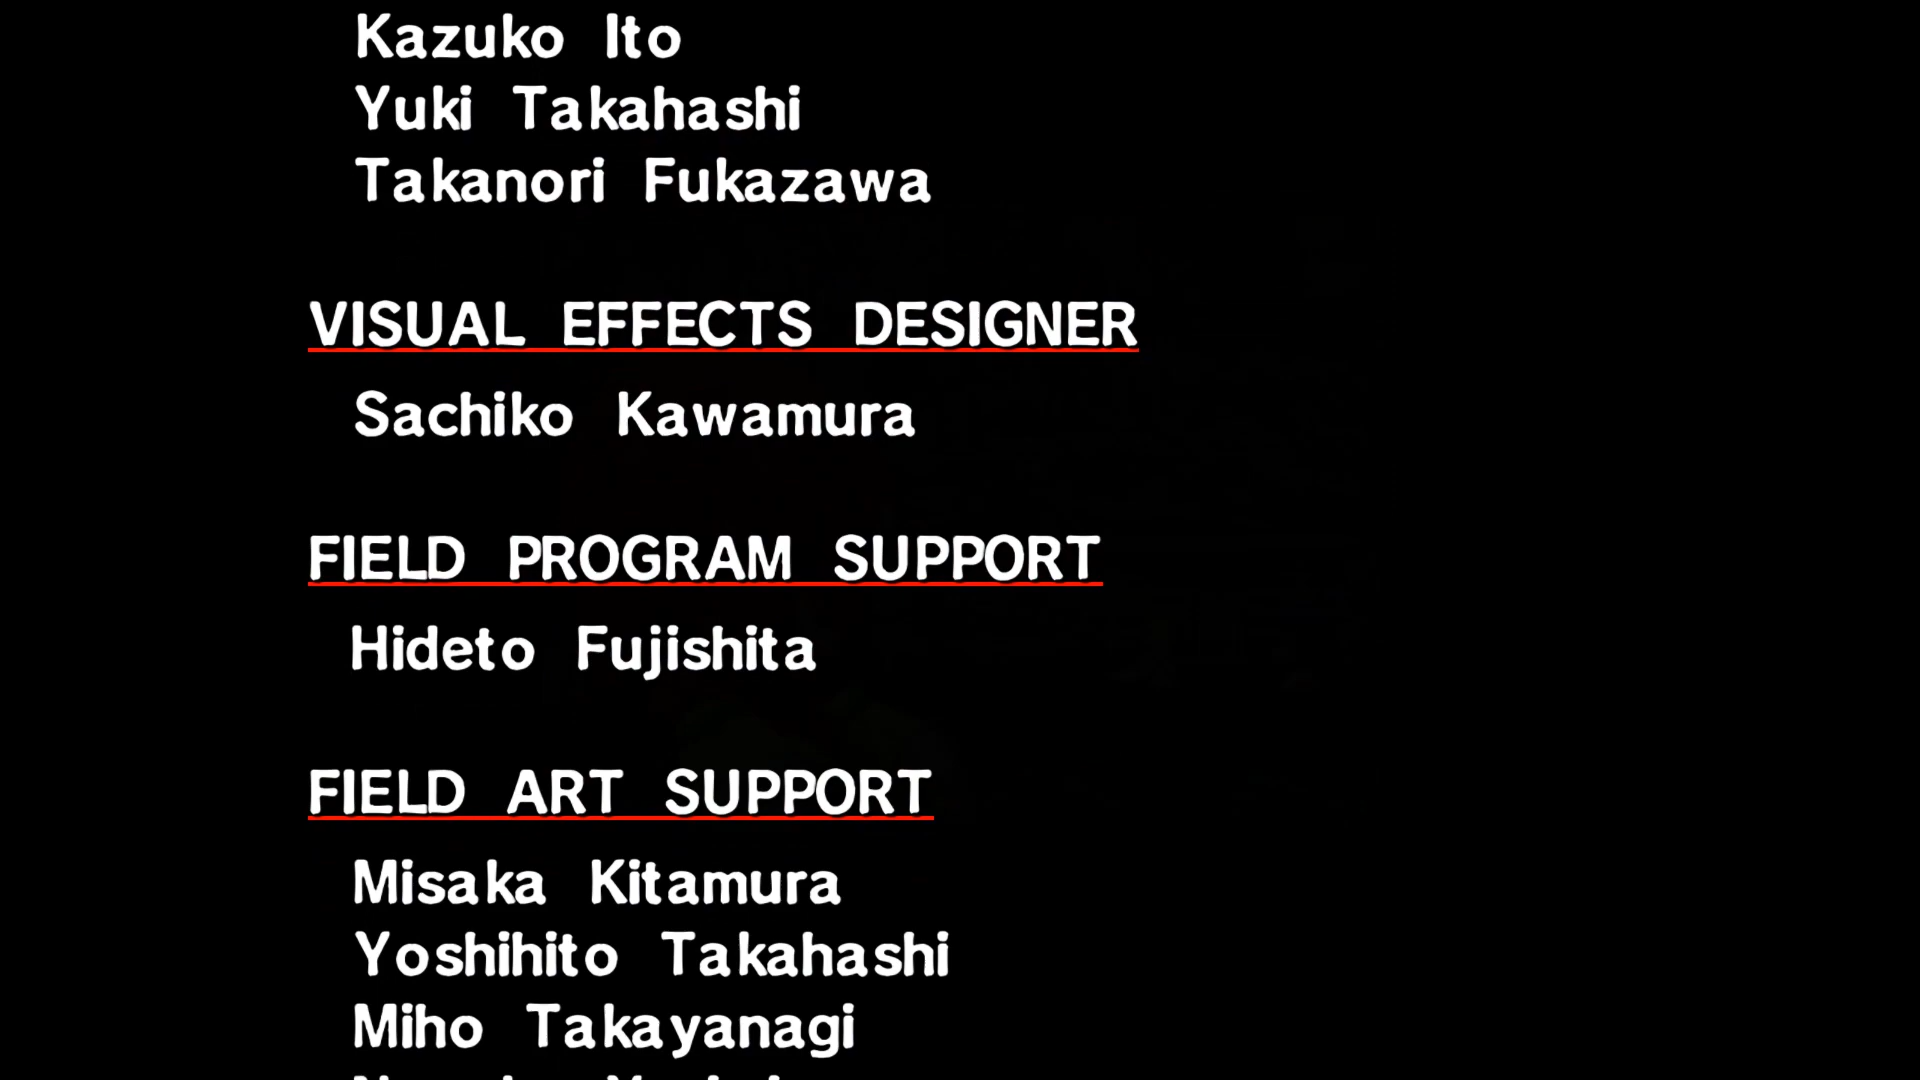 Kazuko Ito
Yuki Takahashi
Takanori Fukazawa
VISUAL EFFECTS DESIGNER
Sachiko Kawamura
FIELD PROGRAM SUPPORT
Hideto Fujishita
FIELD ART SUPPORT
Misaka Kitamura
Yoshihito Takahashi
Miho Takayanagi